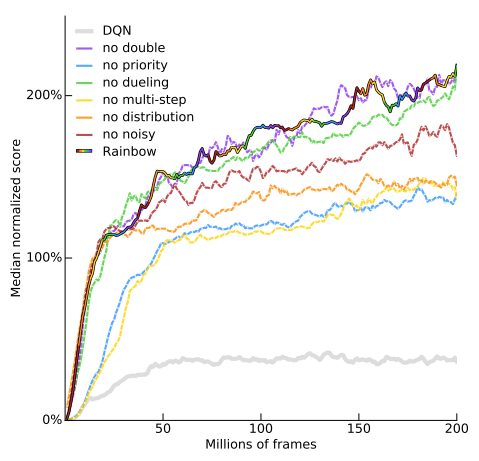 DQN
no double
no priority
no dueling
no multi-step
no distribution
no noisy
Rainbow
200%
100%
0%
Median normalized score
50
100
150
200
Millions of frames